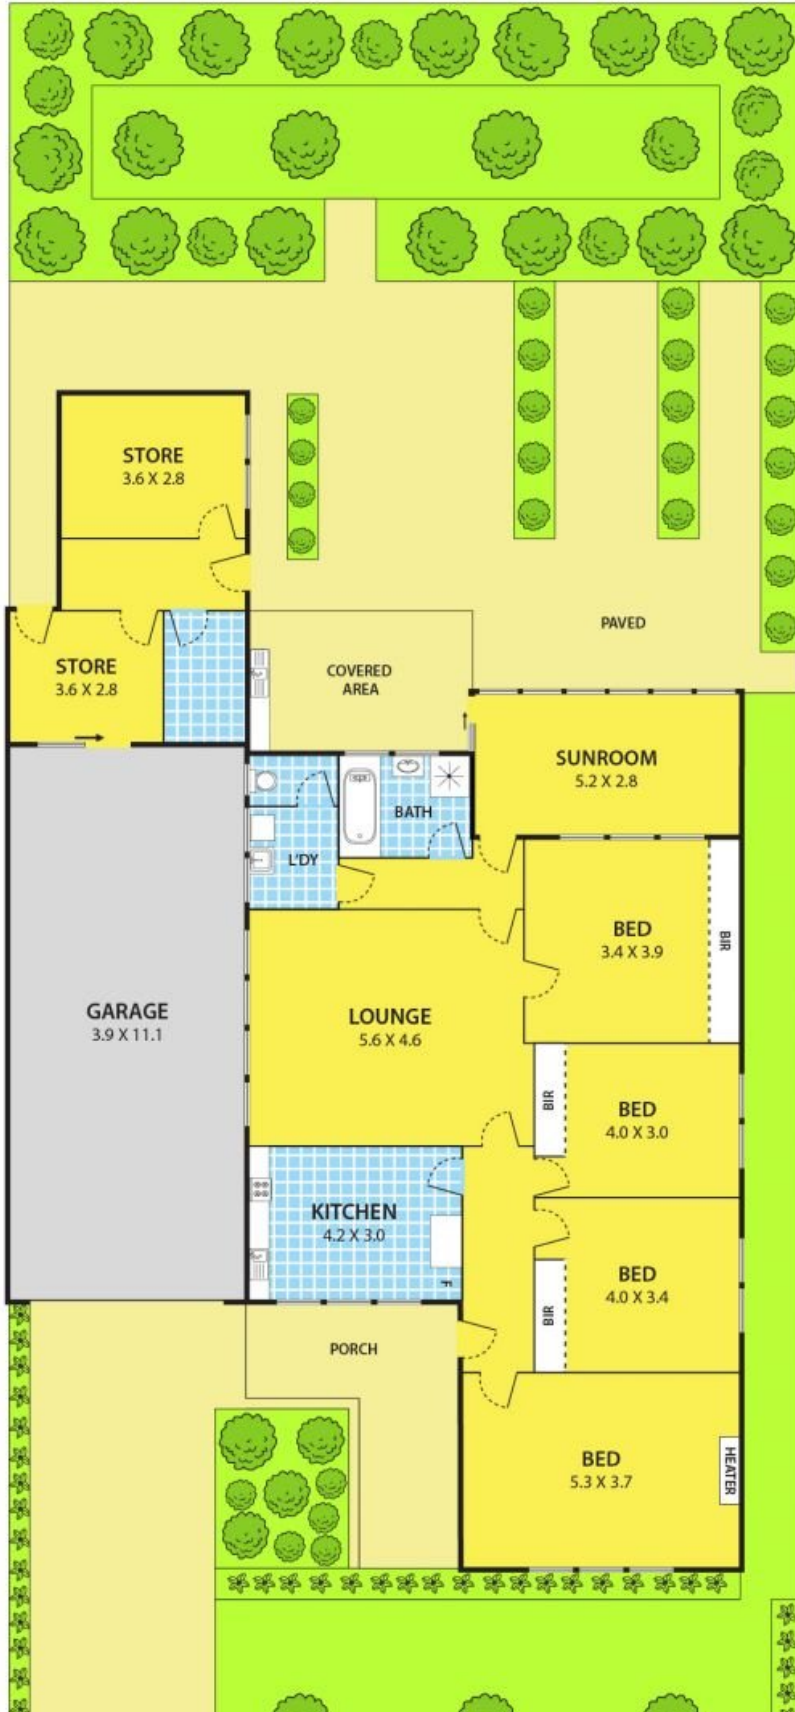 STORE
3.6 X 2.8
STORE
3.6 X 2.8
COVERED
AREA
PAVED
SUNROOM
5.2 X 2.8
BATH
L'DY
BED
3.4 X 3.9
BIR
GARAGE
3.9 X 11.1
LOUNGE
5.6 X 4.6
BIR
BED
4.0 X 3.0
KITCHEN
4.2 X 3.0
F
BED
4.0 X 3.4
BIR
PORCH
BED
5.3 X 3.7
HEATER